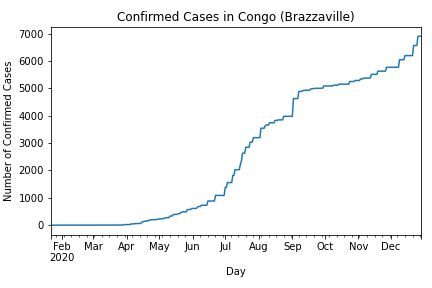 Confirmed Cases in Congo (Brazzaville)
Number of Confirmed Cases
7000
6000
5000
4000
3000
2000
1000
0
Feb Mar Apr May Jun Jul Aug Sep Oct Nov Dec
2020
Day